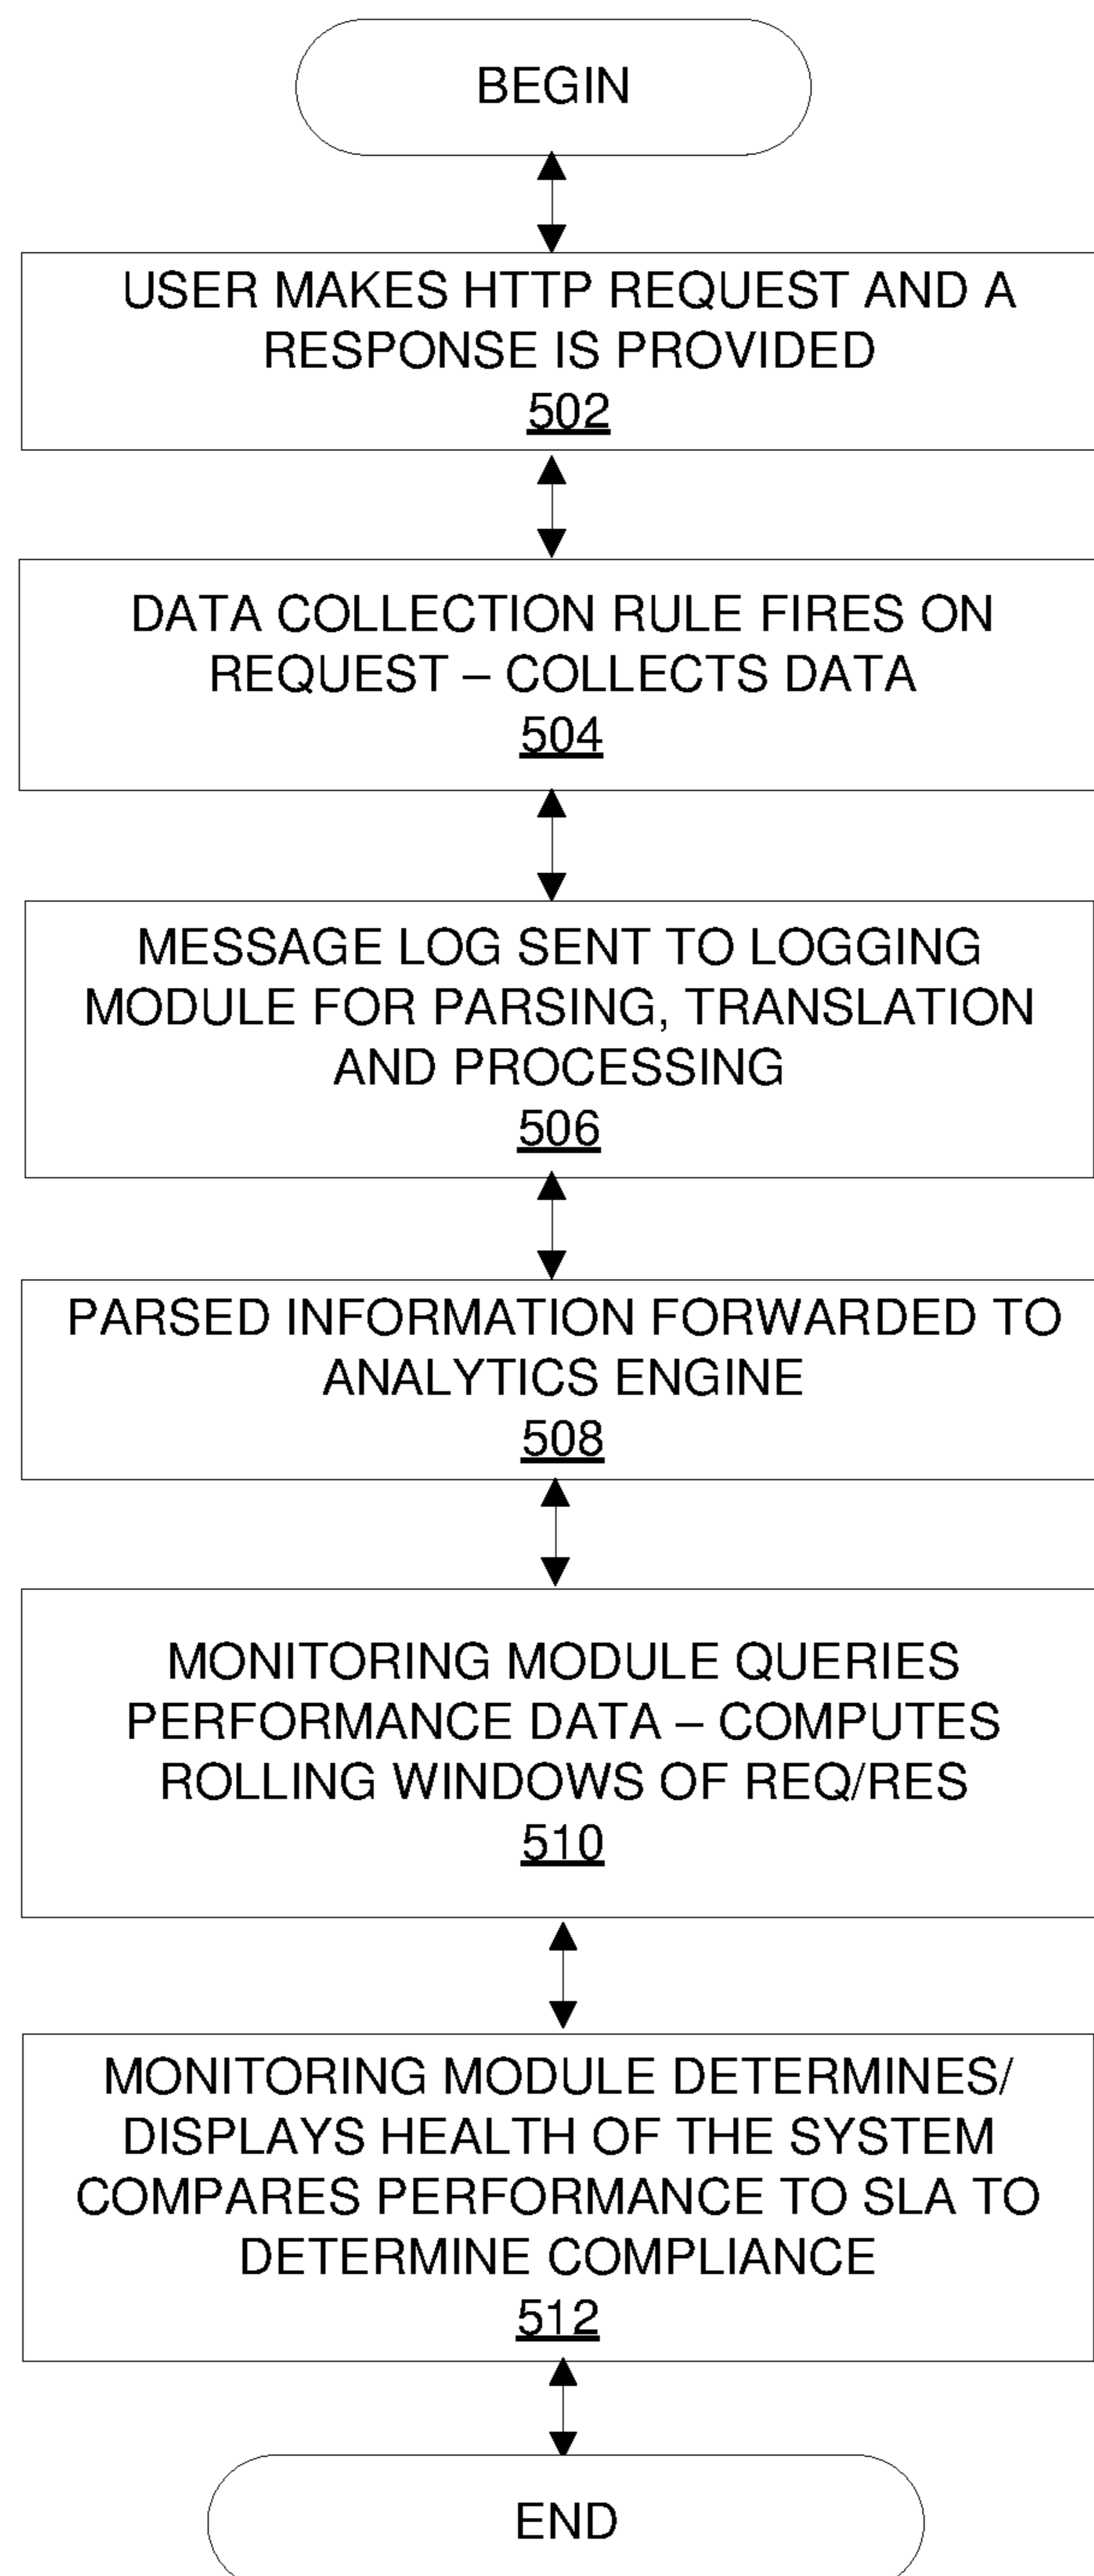 BEGIN
USER MAKES HTTP REQUEST AND A
RESPONSE IS PROVIDED
502
DATA COLLECTION RULE FIRES ON
REQUEST – COLLECTS DATA
504
MESSAGE LOG SENT TO LOGGING
MODULE FOR PARSING, TRANSLATION
AND PROCESSING
506
PARSED INFORMATION FORWARDED TO
ANALYTICS ENGINE
508
MONITORING MODULE QUERIES
PERFORMANCE DATA – COMPUTES
ROLLING WINDOWS OF REQ/RES
510
MONITORING MODULE DETERMINES/
DISPLAYS HEALTH OF THE SYSTEM
COMPARES PERFORMANCE TO SLA TO
DETERMINE COMPLIANCE
512
END